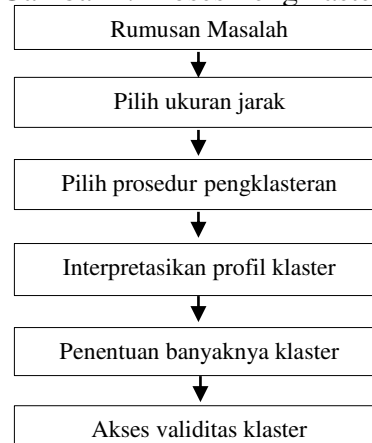 Rumusan Masalah
Pilih ukuran jarak
Pilih prosedur pengklasteran
Interpretasikan profil klaster
Penentuan banyaknya klaster
Akses validitas klaster